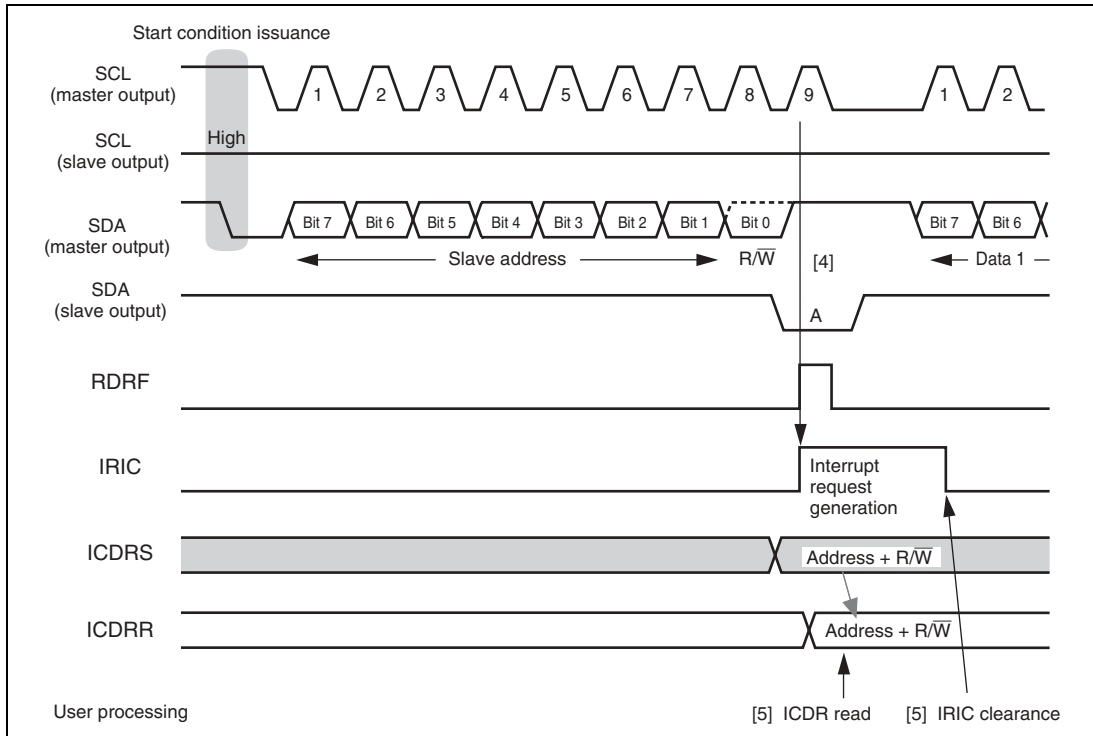 Start condition issuance
SCL
(master output)
1 2 3 4 5 6 7 8 9 1 2
SCL
(slave output)
High
SDA
(master output)
Bit 7 Bit 6 Bit 5 Bit 4 Bit 3 Bit 2 Bit 1 Bit 0 Bit 7 Bit 6
Slave address R/W̅ [4] Data 1
SDA
(slave output)
A
RDRF
IRIC
Interrupt
request
generation
ICDRS
Address + R/W̅
ICDRR
Address + R/W̅
User processing
[5] ICDR read
[5] IRIC clearance